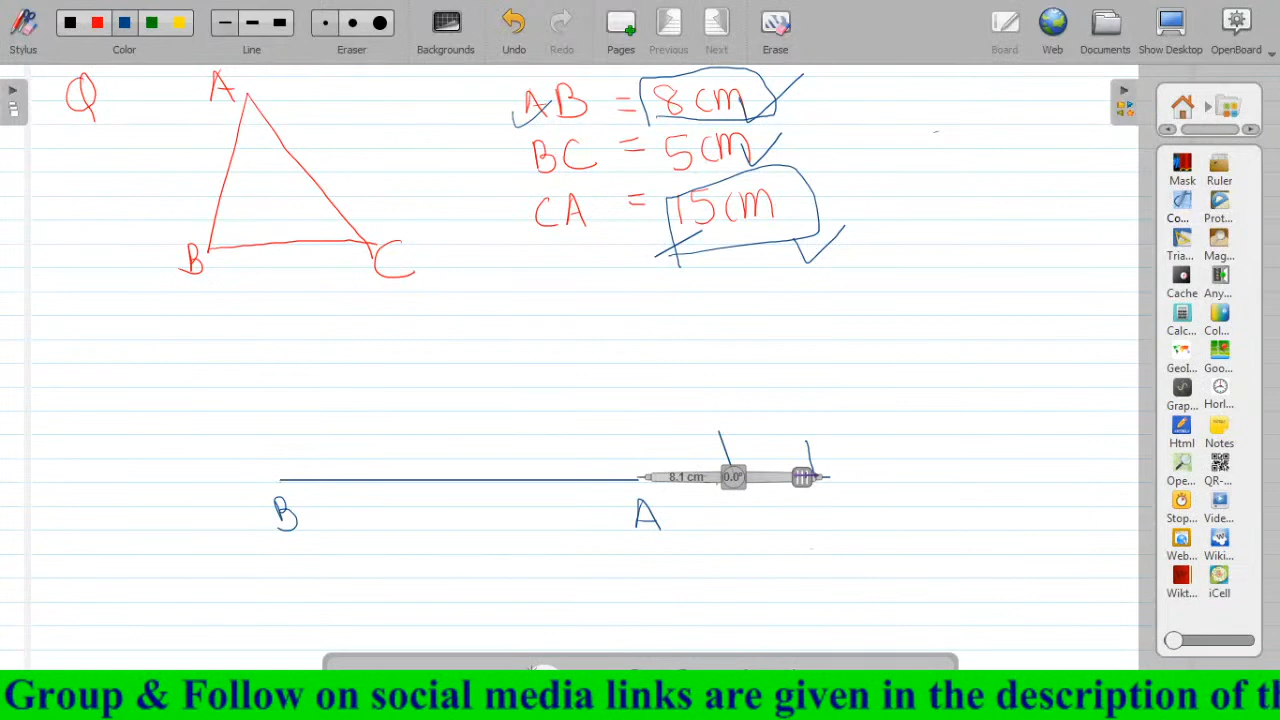 Stylus
Color
Line
Eraser
Backgrounds
Undo
Redo
Pages
Previous
Next
Erase
Board
Web
Documents
Show Desktop
OpenBoard
Q
A
B
C
AB = 8 cm
BC = 5 cm
CA = 15 cm
8.1 cm
0.0°
B
A
Mask
Ruler
Co...
Prot...
Tria...
Mag...
Cache
Any...
Calc...
Col...
Geol...
Goo...
Grap...
Horl...
Html
Notes
Ope...
QR-...
Stop...
Vide...
Web...
Wiki...
Wikt...
iCell
Group & Follow on social media links are given in the description of th